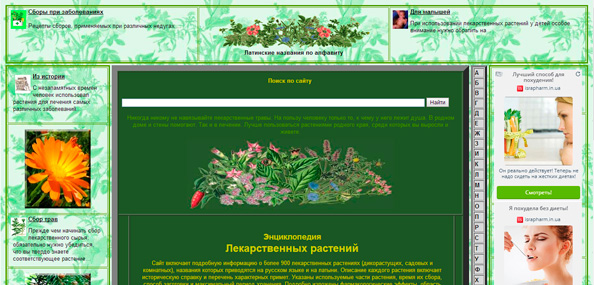 Сборы при заболеваниях
Рецепты сборов, применяемых при различных недугах...
Латинские названия по алфавиту
Для малышей
При использовании лекарственных растений у детей особое
внимание нужно обратить на...
Из истории
С незапамятных времён
человек использовал
растения для лечения самых
различных заболеваний...
Сбор трав
Прежде чем начинать сбор
лекарственного сырья,
обязательно нужно убедиться,
что вы твердо знаете
соответствующее растение...
Поиск по сайту
Найти
Никогда никому не навязывайте лекарственные травы. На пользу человеку только то, к чему у него лежит душа. В родном
доме и стены помогают. Так и в лечении. Лучше пользоваться растениями родного края, среди которых вы выросли и
живете.
Энциклопедия
Лекарственных растений
Сайт включает подробную информацию о более 900 лекарственных растениях (дикорастущих, садовых и
комнатных), названия которых приводятся на русском языке и на латыни. Описание каждого растения включает
историческую справку и перечень характерных примет. Указаны используемые части растения, время их сбора,
А
Б
В
Г
Д
Е
Ж
З
И
К
Л
М
Н
О
П
Р
С
Т
У
Ф
Х
Лучший способ для
похудения!
israpharm.in.ua
Он реально действует! Теперь не
надо сидеть на жестких диетах!
Смотреть!
Я похудела без диеты!
israpharm.in.ua